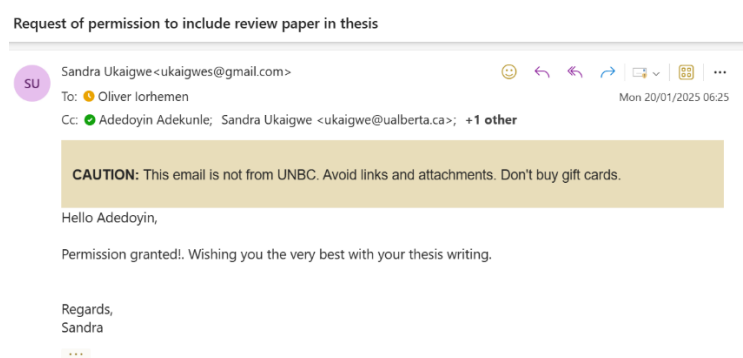 Request of permission to include review paper in thesis
SU
Sandra Ukaigwe<ukaigwes@gmail.com>
To: Oliver Iorhemen
Mon 20/01/2025 06:25
Cc: Adedoyin Adekunle; Sandra Ukaigwe <ukaigwe@ualberta.ca>; +1 other
CAUTION: This email is not from UNBC. Avoid links and attachments. Don't buy gift cards.
Hello Adedoyin,
Permission granted!. Wishing you the very best with your thesis writing.
Regards,
Sandra
...